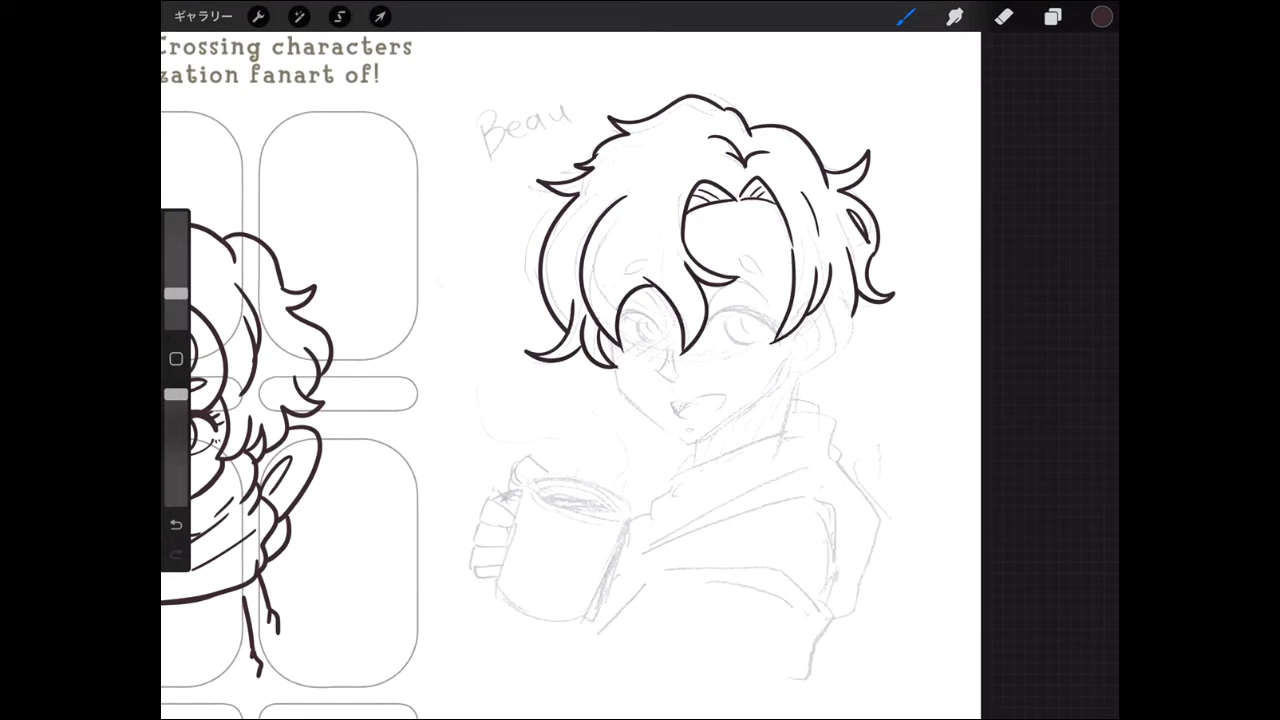 ギャラリー
Crossing characters
zation fanart of!
Beau